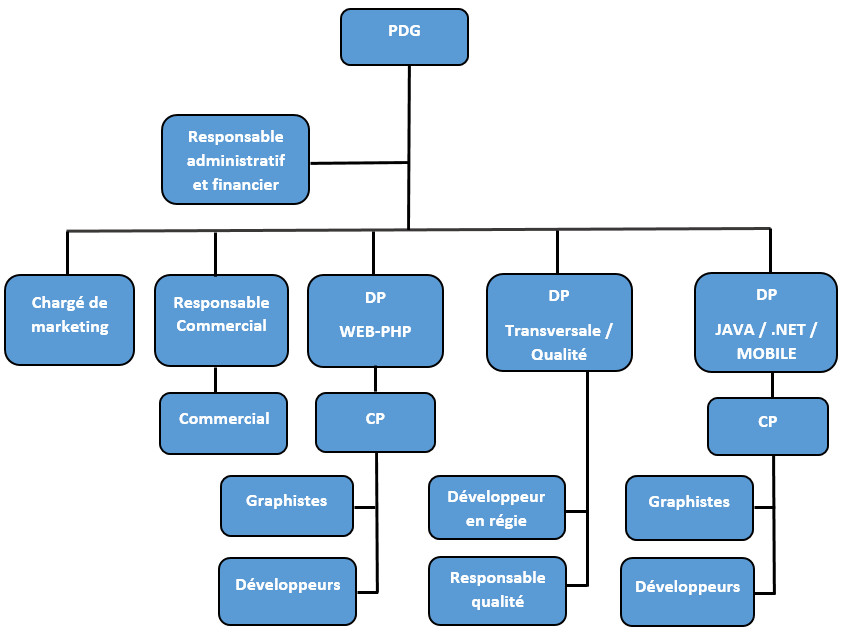 PDG
Responsable
administratif
et financier
Chargé de
marketing
Responsable
Commercial
DP
WEB-PHP
DP
Transversale /
Qualité
DP
JAVA / .NET /
MOBILE
Commercial
CP
CP
Graphistes
Développeur
en régie
Graphistes
Développeurs
Responsable
qualité
Développeurs